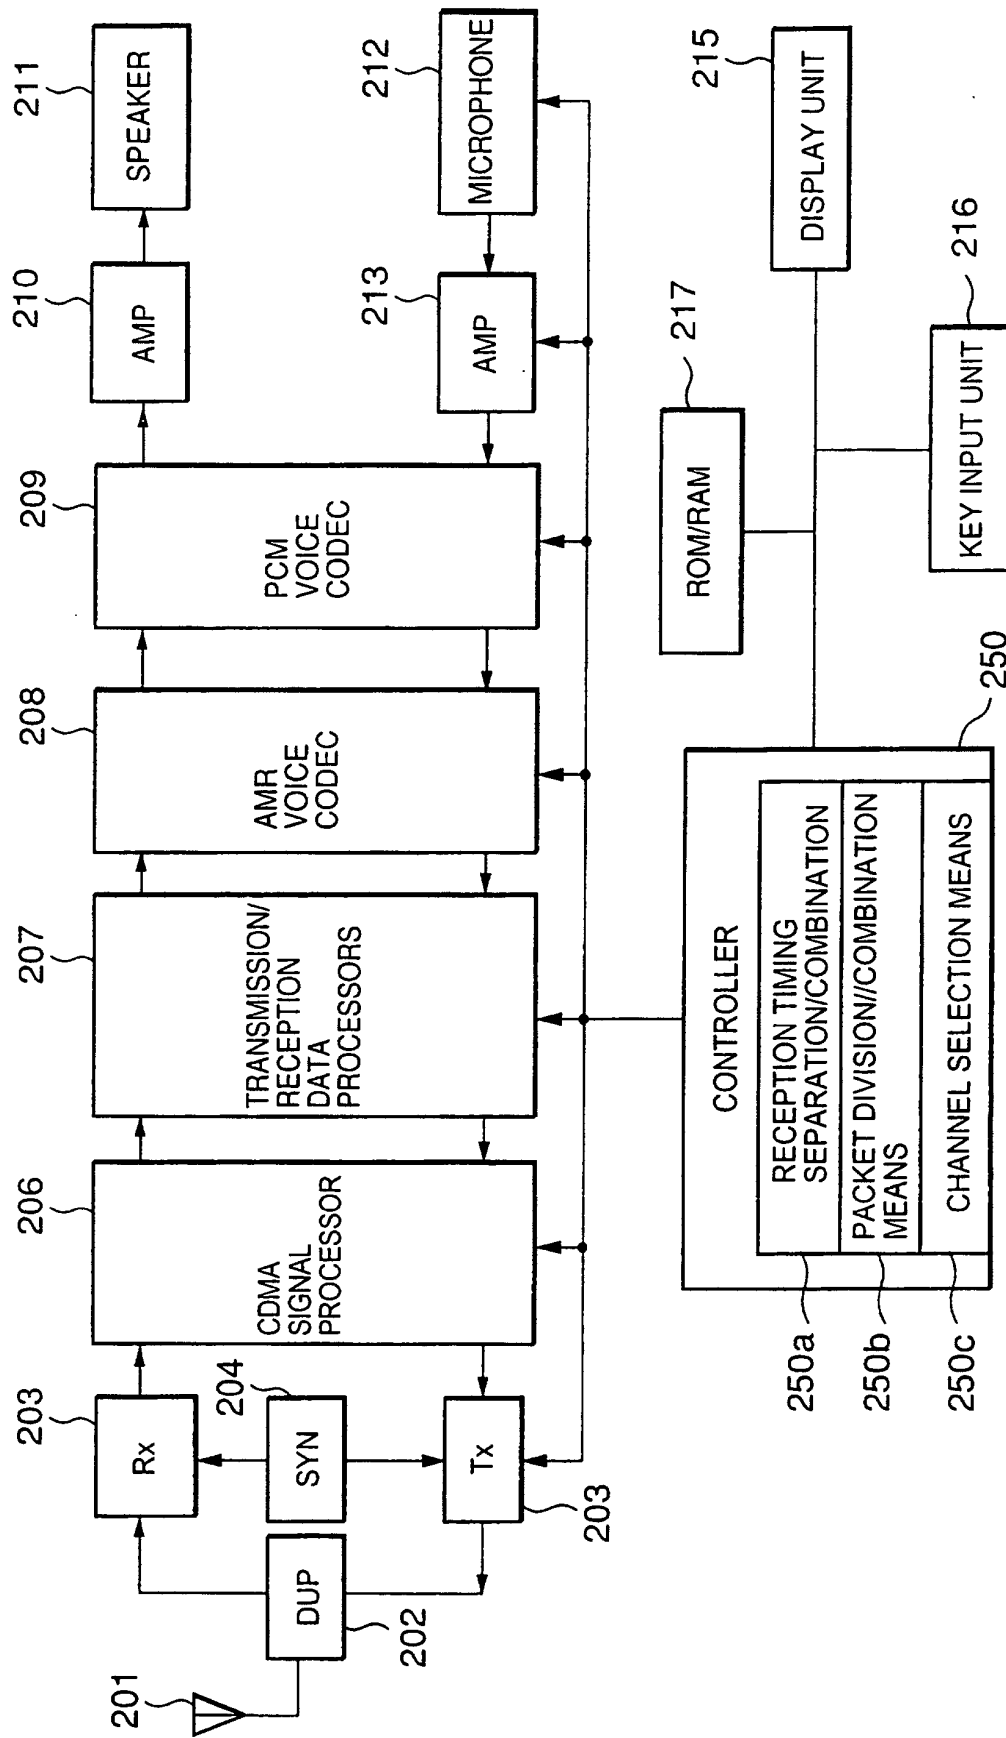 201
DUP
202
203
Rx
204
SYN
Tx
203
206
CDMA
SIGNAL
PROCESSOR
207
TRANSMISSION/
RECEPTION
DATA
PROCESSORS
208
AMR
VOICE
CODEC
209
PCM
VOICE
CODEC
210
AMP
211
SPEAKER
213
AMP
212
MICROPHONE
CONTROLLER
250a
RECEPTION TIMING
SEPARATION/COMBINATION
250b
PACKET DIVISION//COMBINATION
MEANS
250c
CHANNEL SELECTION MEANS
250
217
ROM/RAM
215
DISPLAY UNIT
216
KEY INPUT UNIT